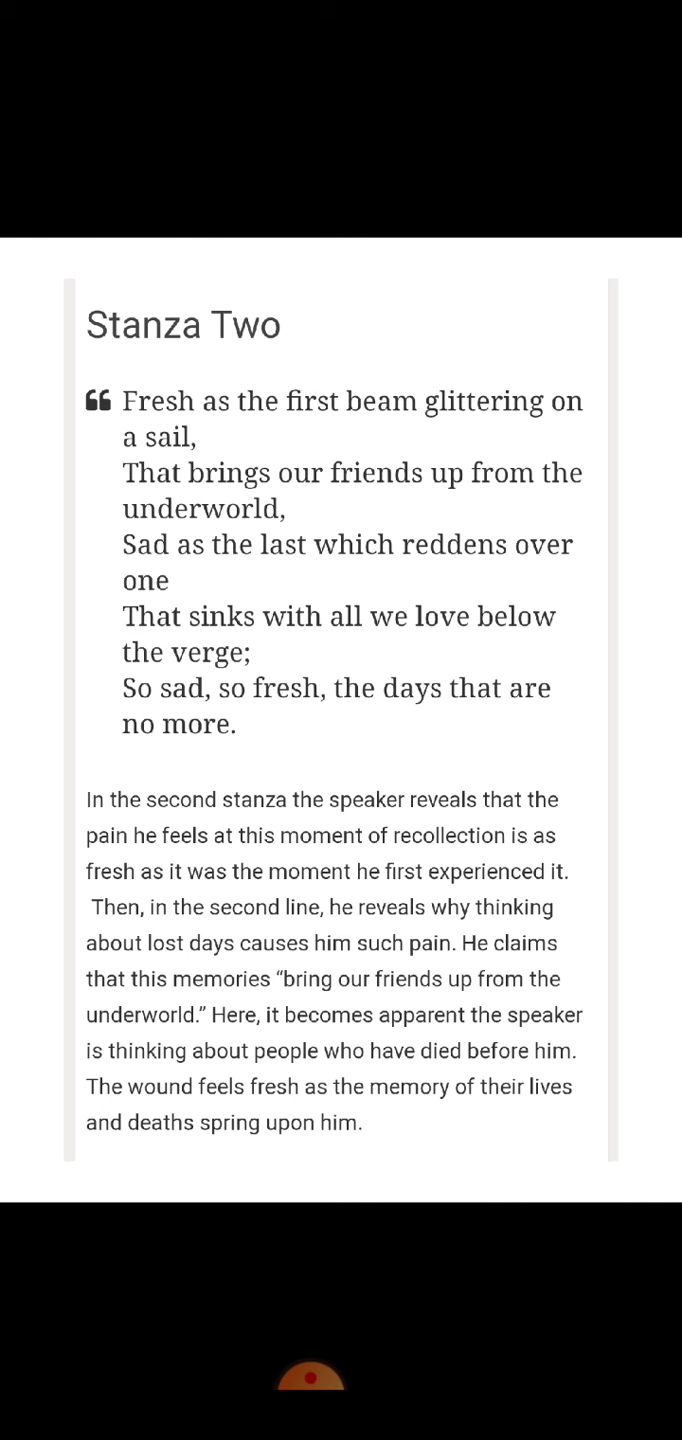 Stanza Two
❝ Fresh as the first beam glittering on
a sail,
That brings our friends up from the
underworld,
Sad as the last which reddens over
one
That sinks with all we love below
the verge;
So sad, so fresh, the days that are
no more.
In the second stanza the speaker reveals that the
pain he feels at this moment of recollection is as
fresh as it was the moment he first experienced it.
Then, in the second line, he reveals why thinking
about lost days causes him such pain. He claims
that this memories “bring our friends up from the
underworld.” Here, it becomes apparent the speaker
is thinking about people who have died before him.
The wound feels fresh as the memory of their lives
and deaths spring upon him.